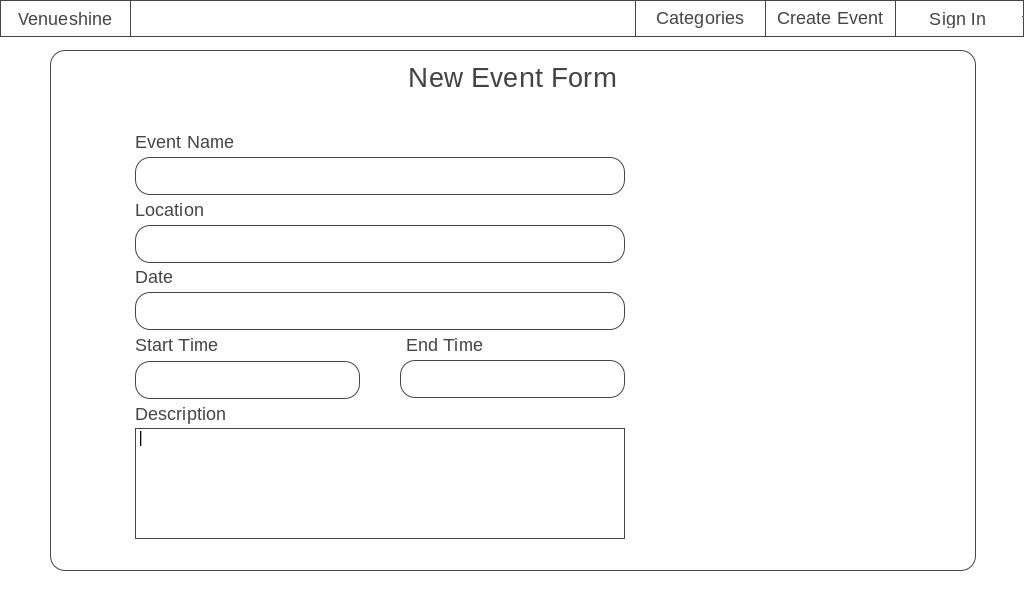 Venueshine Categories Create Event Sign In
New Event Form
Event Name
Location
Date
Start Time End Time
Description